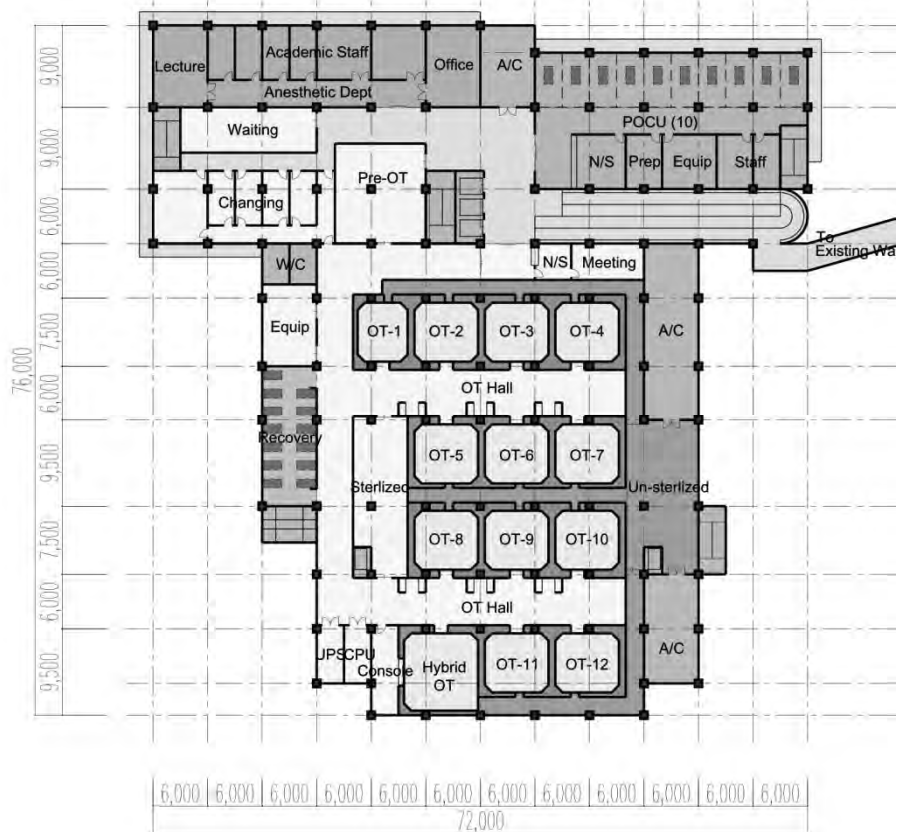 9,000
Lecture
Academic Staff
Office
A/C
Anesthetic Dept
POCU (10)
9,000
Waiting
N/S
Prep
Equip
Staff
Pre-OT
6,000
Changing
To
Existing Wa
6,000
W/C
N/S
Meeting
7,500
Equip
OT-1
OT-2
OT-3
OT-4
A/C
76,000
6,000
OT Hall
9,500
Recovery
OT-5
OT-6
OT-7
Sterlized
Un-sterlized
7,500
OT-8
OT-9
OT-10
6,000
OT Hall
9,500
UPS
CPU
Console
Hybrid
OT
OT-11
OT-12
A/C
6,000 6,000 6,000 6,000 6,000 6,000 6,000 6,000 6,000 6,000 6,000 6,000
72,000